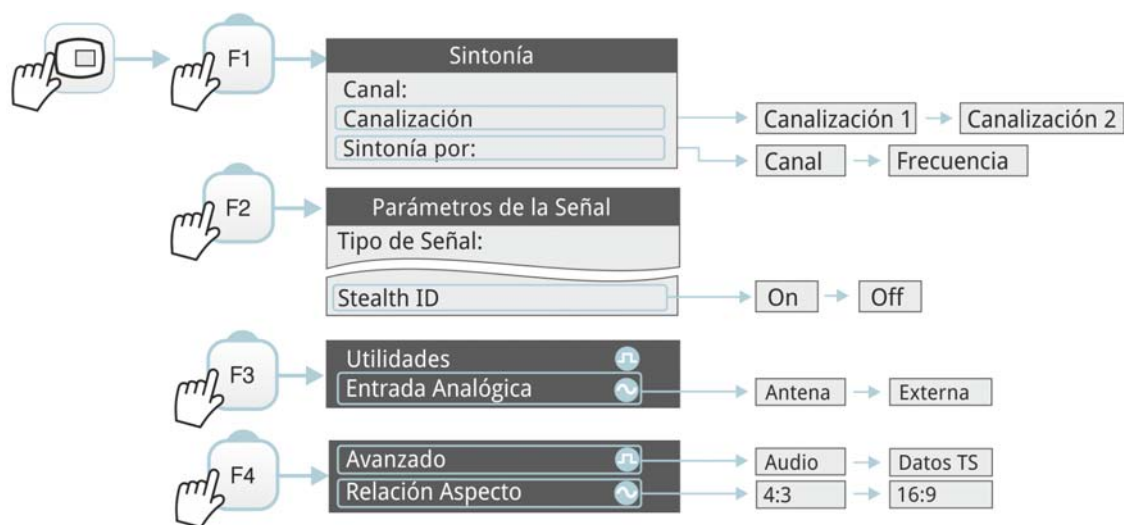 F1
Sintonía
Canal:
Canalización
Canalización 1
Canalización 2
Sintonía por:
Canal
Frecuencia
F2
Parámetros de la Señal
Tipo de Señal:
Stealth ID
On
Off
F3
Utilidades
Entrada Analógica
Antena
Externa
F4
Avanzado
Audio
Datos TS
Relación Aspecto
4:3
16:9